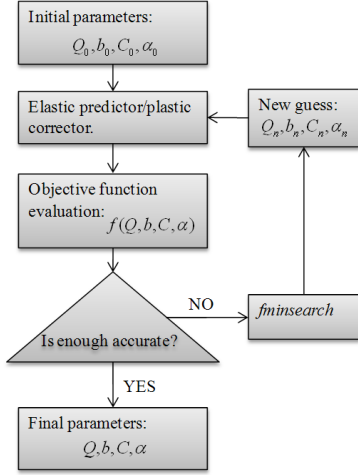 Initial parameters:
Q₀,b₀,C₀,α₀
Elastic predictor/plastic
corrector.
New guess:
Qₙ,bₙ,Cₙ,αₙ
Objective function
evaluation:
f(Q,b,C,α)
Is enough accurate?
NO
fminsearch
YES
Final parameters:
Q,b,C,α